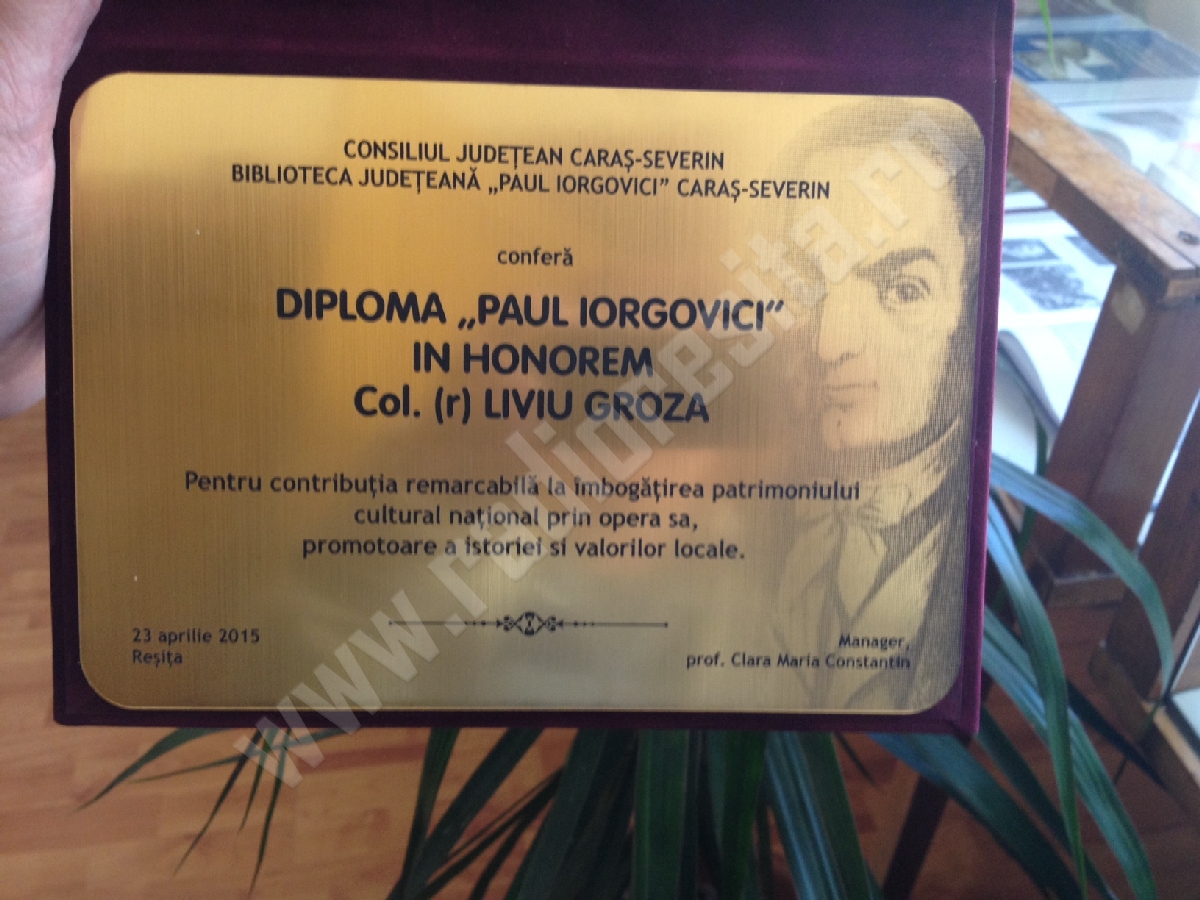 CONSILIUL JUDEȚEAN CARAȘ-SEVERIN
BIBLIOTECA JUDEȚEANĂ „PAUL IORGOVICI” CARAȘ-SEVERIN
conferă
DIPLOMA „PAUL IORGOVICI“
IN HONOREM
Col. (r) LIVIU GROZA
Pentru contribuția remarcabilă la îmbogățirea patrimoniului
cultural național prin opera sa,
promotoare a istoriei si valorilor locale.
23 aprilie 2015
Reșița
Manager,
prof. Clara Maria Constantin
www.radioresita.ro